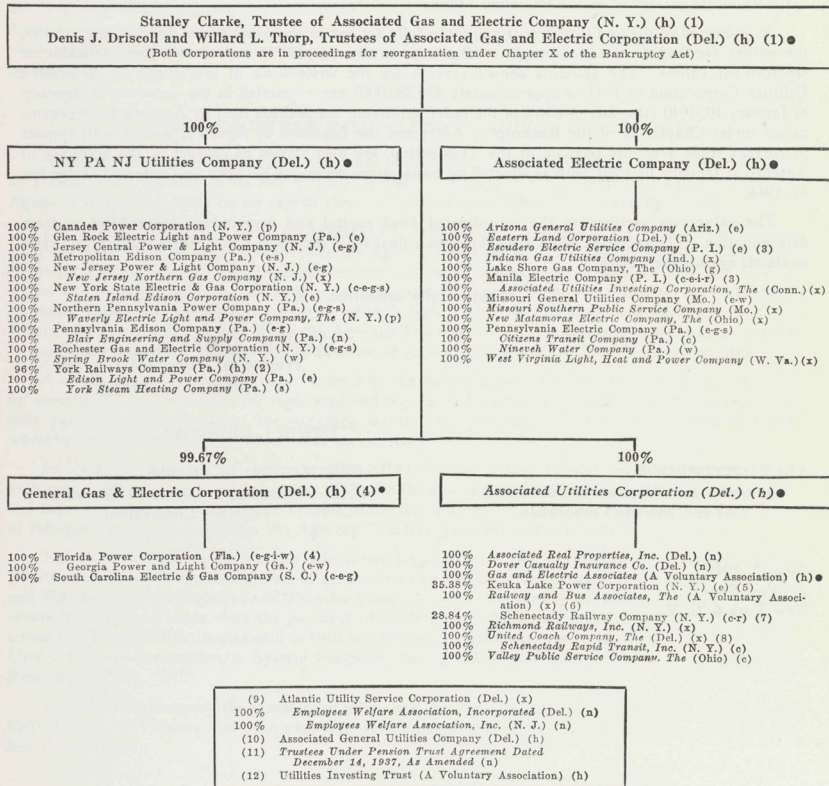 Stanley Clarke, Trustee of Associated Gas and Electric Company (N. Y.) (h) (1)
Denis J. Driscoll and Willard L. Thorp, Trustees of Associated Gas and Electric Corporation (Del.) (h) (1)●
(Both Corporations are in proceedings for reorganization under Chapter X of the Bankruptcy Act)
100%
NY PA NJ Utilities Company (Del.) (h)●
100% Canadea Power Corporation (N. Y.) (p)
100% Glen Rock Electric Light and Power Company (Pa.) (e)
100% Jersey Central Power & Light Company (N. J.) (e-g)
100% Metropolitan Edison Company (Pa.) (e-s)
100% New Jersey Power & Light Company (N. J.) (e-g)
100% New Jersey Northern Gas Company (N. J.) (x)
100% New York State Electric & Gas Corporation (N. Y.) (c-e-g-s)
100% Staten Island Edison Corporation (N. Y.) (e)
100% Northern Pennsylvania Power Company (Pa.) (e-g-s)
100% Waverly Electric Light and Power Company, The (N. Y.) (p)
100% Pennsylvania Edison Company (Pa.) (e-g)
100% Blair Engineering and Supply Company (Pa.) (n)
100% Rochester Gas and Electric Corporation (N. Y.) (e-g-s)
100% Spring Brook Water Company (N. Y.) (w)
96% York Railways Company (Pa.) (h) (2)
100% Edison Light and Power Company (Pa.) (e)
100% York Steam Heating Company (Pa.) (s)
100%
Associated Electric Company (Del.) (h)●
100% Arizona General Utilities Company (Ariz.) (e)
100% Eastern Land Corporation (Del.) (n)
100% Escudero Electric Service Company (P. I.) (e) (3)
100% Indiana Gas Utilities Company (Ind.) (x)
100% Lake Shore Gas Company, The (Ohio) (g)
100% Manila Electric Company (P. I.) (c-e-i-r) (3)
100% Associated Utilities Investing Corporation, The (Conn.) (x)
100% Missouri General Utilities Company (Mo.) (e-w)
100% Missouri Southern Public Service Company (Mo.) (x)
100% New Matamoras Electric Company, The (Ohio) (x)
100% Pennsylvania Electric Company (Pa.) (e-g-s)
100% Citizens Transit Company (Pa.) (c)
100% Nineveh Water Company (Pa.) (w)
100% West Virginia Light, Heat and Power Company (W. Va.) (x)
99.67%
General Gas & Electric Corporation (Del.) (h) (4)●
100% Florida Power Corporation (Fla.) (e-g-i-w) (4)
100% Georgia Power and Light Company (Ga.) (e-w)
100% South Carolina Electric & Gas Company (S. C.) (c-e-g)
100%
Associated Utilities Corporation (Del.) (h)●
100% Associated Real Properties, Inc. (Del.) (n)
100% Dover Casualty Insurance Co. (Del.) (n)
100% Gas and Electric Associates (A Voluntary Association) (h)●
35.38% Keuka Lake Power Corporation (N. Y.) (e) (5)
100% Railway and Bus Associates, The (A Voluntary Associ-
ation) (x) (6)
28.84% Schenectady Railway Company (N. Y.) (c-r) (7)
100% Richmond Railways, Inc. (N. Y.) (x)
100% United Coach Company, The (Del.) (x) (8)
100% Schenectady Rapid Transit, Inc. (N. Y.) (c)
100% Valley Public Service Company. The (Ohio) (c)
(9) Atlantic Utility Service Corporation (Del.) (x)
100% Employees Welfare Association, Incorporated (Del.) (n)
100% Employees Welfare Association, Inc. (N. J.) (n)
(10) Associated General Utilities Company (Del.) (h)
(11) Trustees Under Pension Trust Agreement Dated
December 14, 1937, As Amended (n)
(12) Utilities Investing Trust (A Voluntary Association) (h)